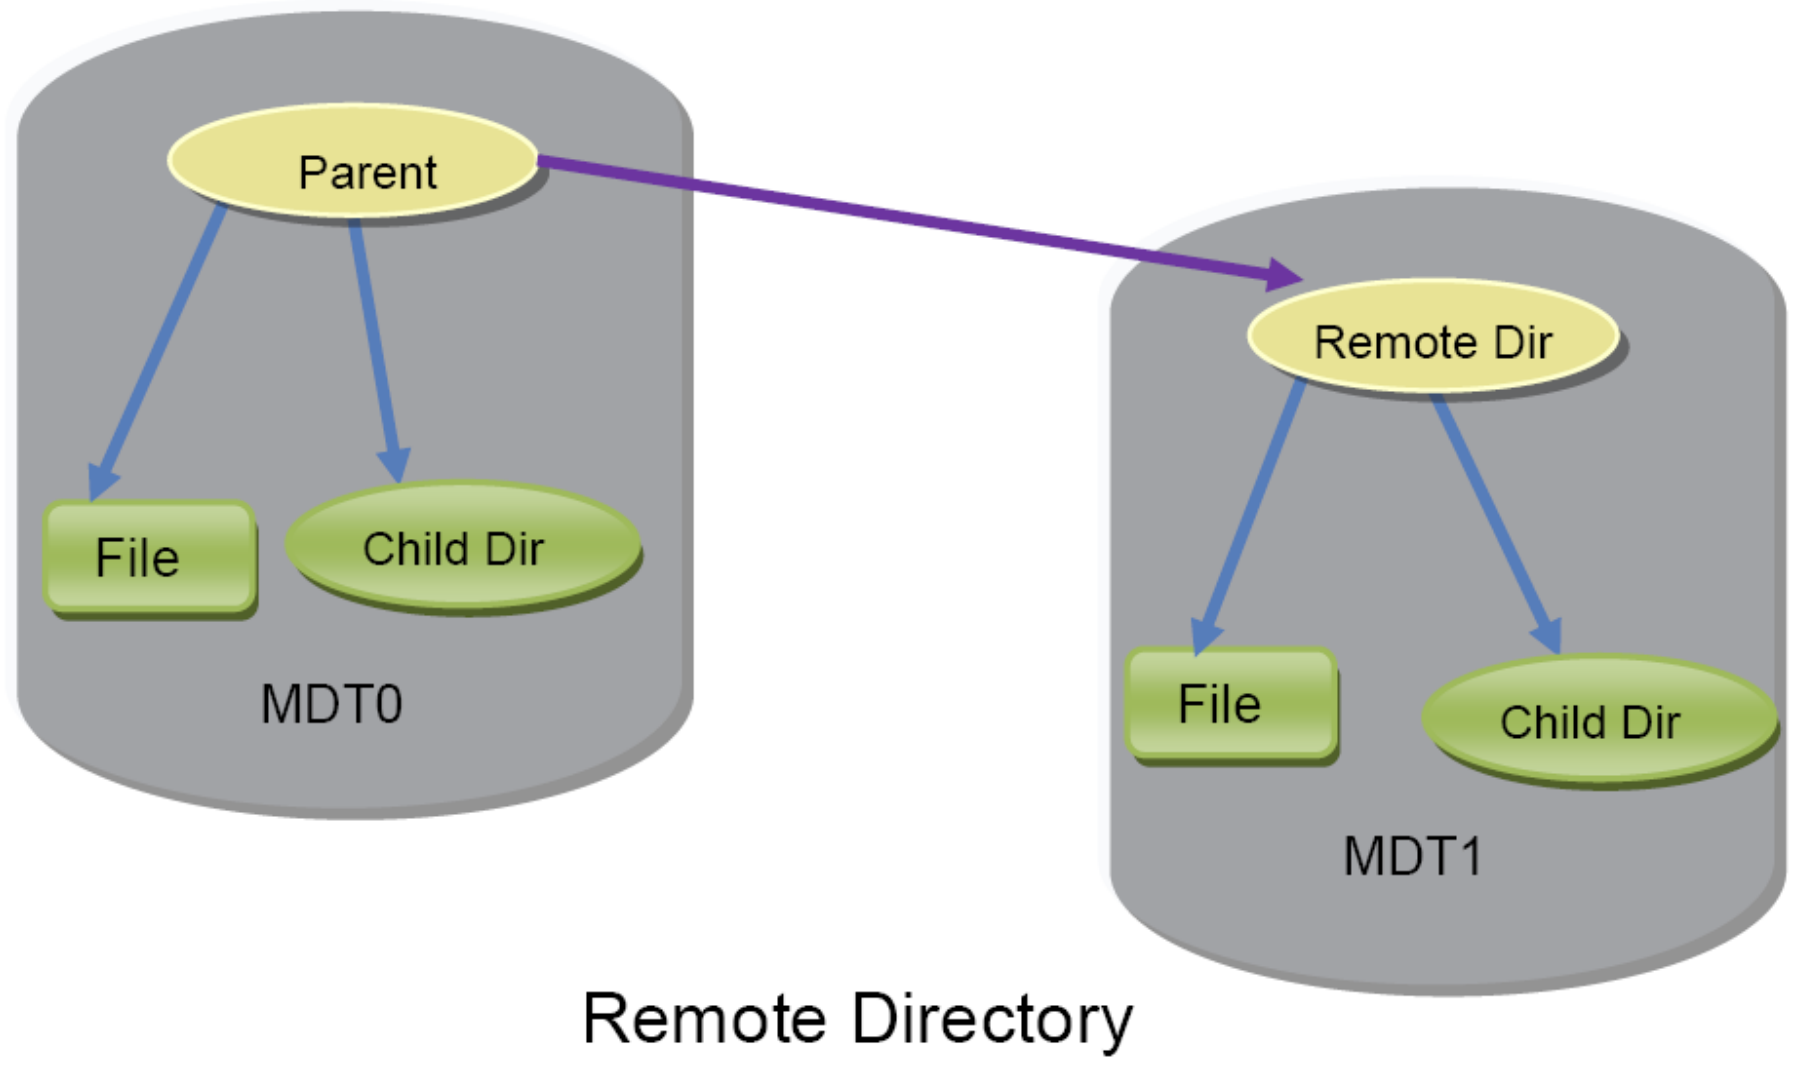 Parent
File
Child Dir
MDT0
Remote Dir
File
Child Dir
MDT1
Remote Directory